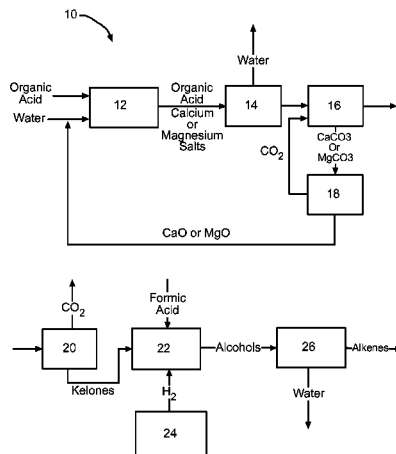 10
Water
Organic
Acid
Water
12
Organic
Acid
Calcium
or
Magnesium
Salts
14
16
CaCO3
Or
MgCO3
CO2
18
CaO or MgO
CO2
20
Kelones
Formic
Acid
22
H2
24
Alcohols
26
Alkenes
Water